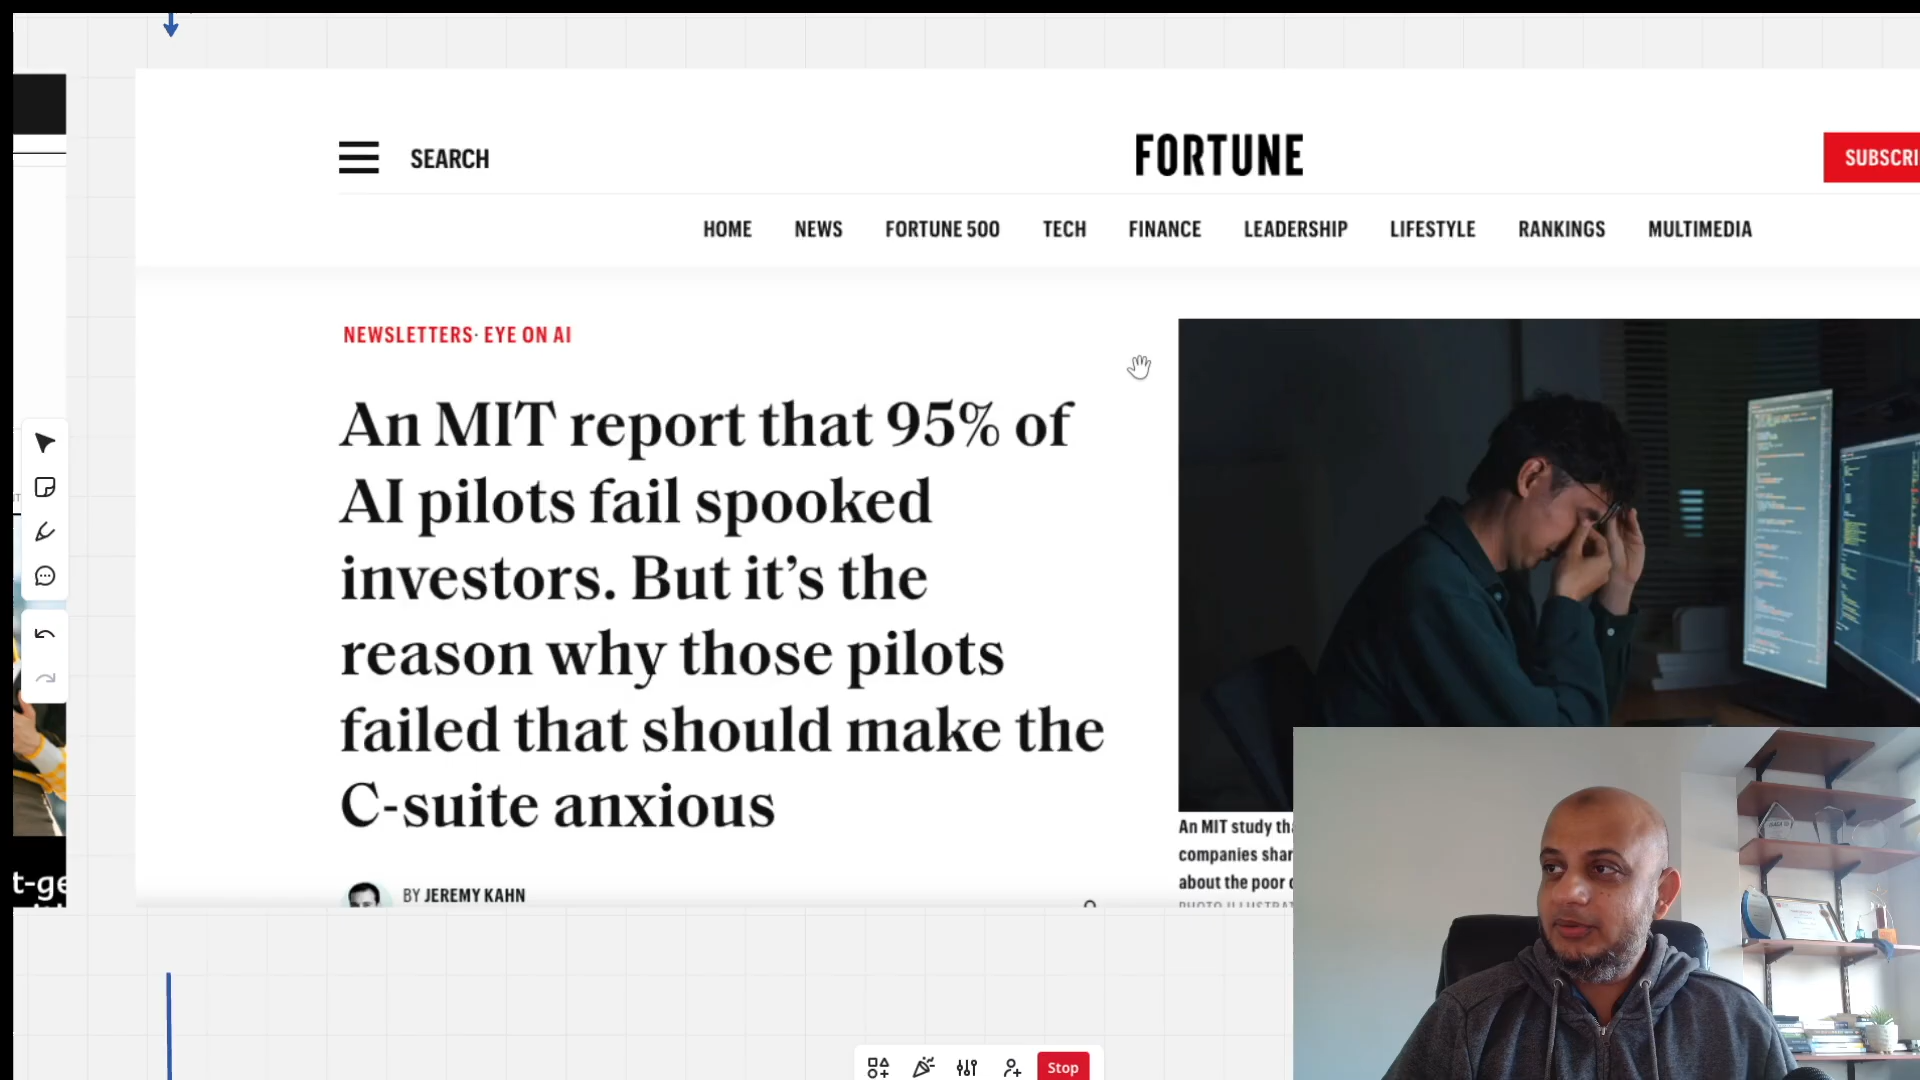 SEARCH
FORTUNE
SUBSCRI
HOME NEWS FORTUNE 500 TECH FINANCE LEADERSHIP LIFESTYLE RANKINGS MULTIMEDIA
NEWSLETTERS· EYE ON AI
An MIT report that 95% of
AI pilots fail spooked
investors. But it’s the
reason why those pilots
failed that should make the
C-suite anxious
BY JEREMY KAHN
An MIT study tha
companies shar
about the poor
t-ge
Stop